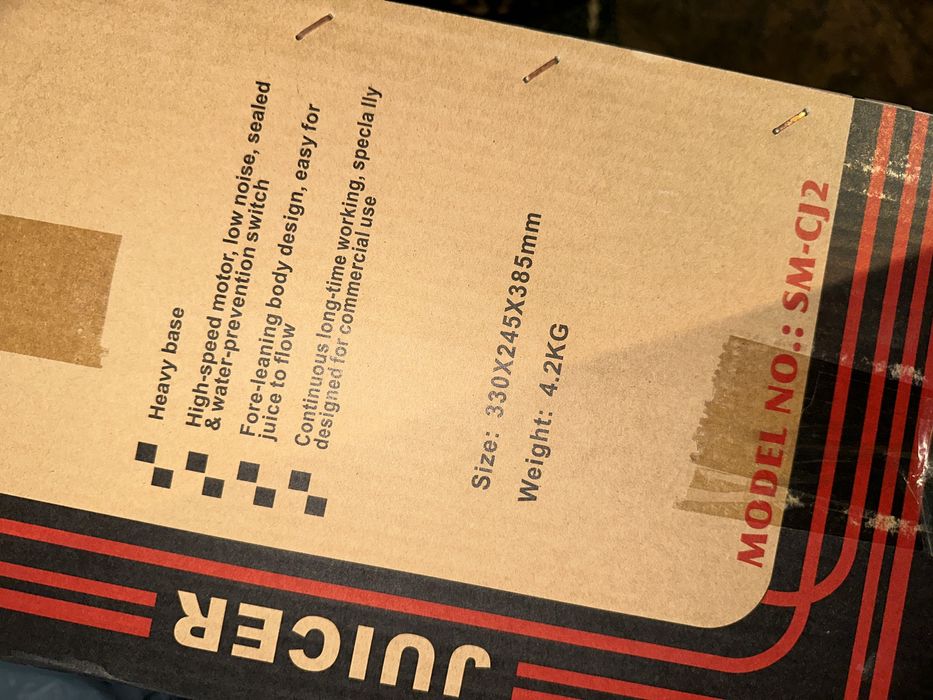 Heavy base
High-speed motor, low noise, sealed
& water-prevention switch
Fore-leaning body design, easy for
juice to flow
Continuous long-time working, specia lly
designed for commercial use
Size: 330X245X385mm
Weight: 4.2KG
MODEL NO.: SM-CJ2
JUICER